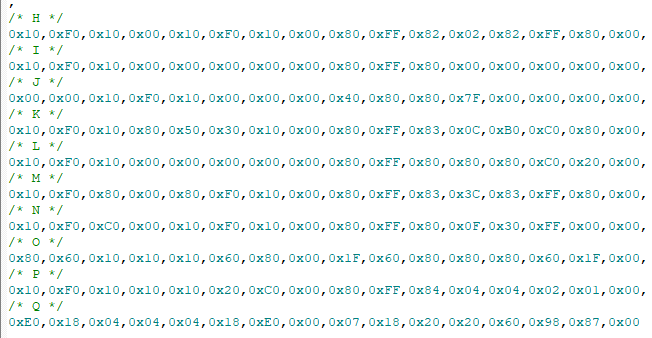 ,
/* H */
0x10,0xF0,0x10,0x00,0x10,0xF0,0x10,0x00,0x80,0xFF,0x82,0x02,0x82,0xFF,0x80,0x00,
/* I */
0x10,0xF0,0x10,0x00,0x00,0x00,0x00,0x00,0x80,0xFF,0x80,0x00,0x00,0x00,0x00,0x00,
/* J */
0x00,0x00,0x10,0xF0,0x10,0x00,0x00,0x00,0x40,0x80,0x80,0x7F,0x00,0x00,0x00,0x00,
/* K */
0x10,0xF0,0x10,0x80,0x50,0x30,0x10,0x00,0x80,0xFF,0x83,0x0C,0xB0,0xC0,0x80,0x00,
/* L */
0x10,0xF0,0x10,0x00,0x00,0x00,0x00,0x00,0x80,0xFF,0x80,0x80,0x80,0xC0,0x20,0x00,
/* M */
0x10,0xF0,0x80,0x00,0x80,0xF0,0x10,0x00,0x80,0xFF,0x83,0x3C,0x83,0xFF,0x80,0x00,
/* N */
0x10,0xF0,0xC0,0x00,0x10,0xF0,0x10,0x00,0x80,0xFF,0x80,0x0F,0x30,0xFF,0x00,0x00,
/* O */
0x80,0x60,0x10,0x10,0x10,0x60,0x80,0x00,0x1F,0x60,0x80,0x80,0x80,0x60,0x1F,0x00,
/* P */
0x10,0xF0,0x10,0x10,0x10,0x20,0xC0,0x00,0x80,0xFF,0x84,0x04,0x04,0x02,0x01,0x00,
/* Q */
0xE0,0x18,0x04,0x04,0x04,0x18,0xE0,0x00,0x07,0x18,0x20,0x20,0x60,0x98,0x87,0x00